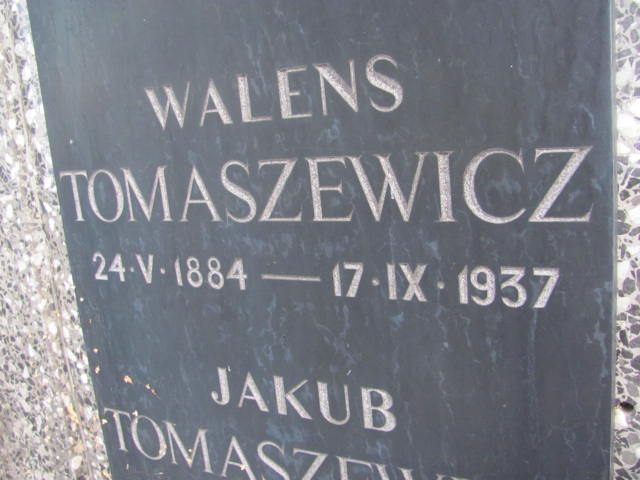 WALENS
TOMASZEWICZ
24·V·1884 — 17·IX·1937
JAKUB